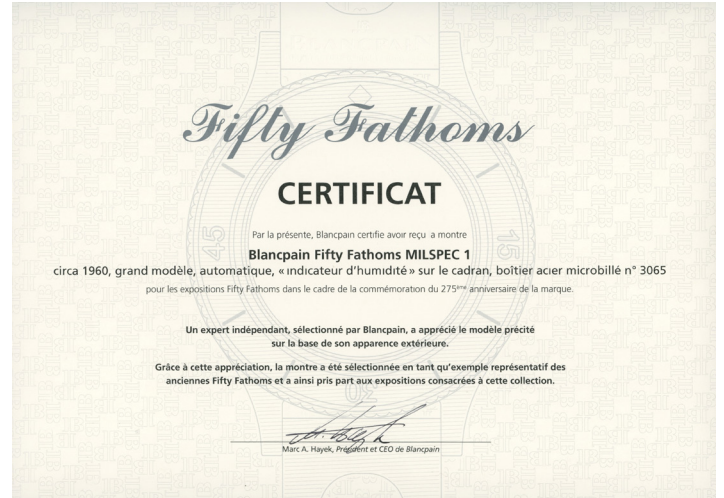 Fifty Fathoms
CERTIFICAT
Par la présente, Blancpain certifie avoir reçu a montre
Blancpain Fifty Fathoms MILSPEC 1
circa 1960, grand modèle, automatique, « indicateur d'humidité » sur le cadran, boîtier acier microbillé n° 3065
pour les expositions Fifty Fathoms dans le cadre de la commémoration du 275ème anniversaire de la marque.
Un expert indépendant, sélectionné par Blancpain, a apprécié le modèle précité
sur la base de son apparence extérieure.
Grâce à cette appréciation, la montre a été sélectionnée en tant qu'exemple représentatif des
anciennes Fifty Fathoms et a ainsi pris part aux expositions consacrées à cette collection.
Marc A. Hayek, Président et CEO de Blancpain
45
15
30